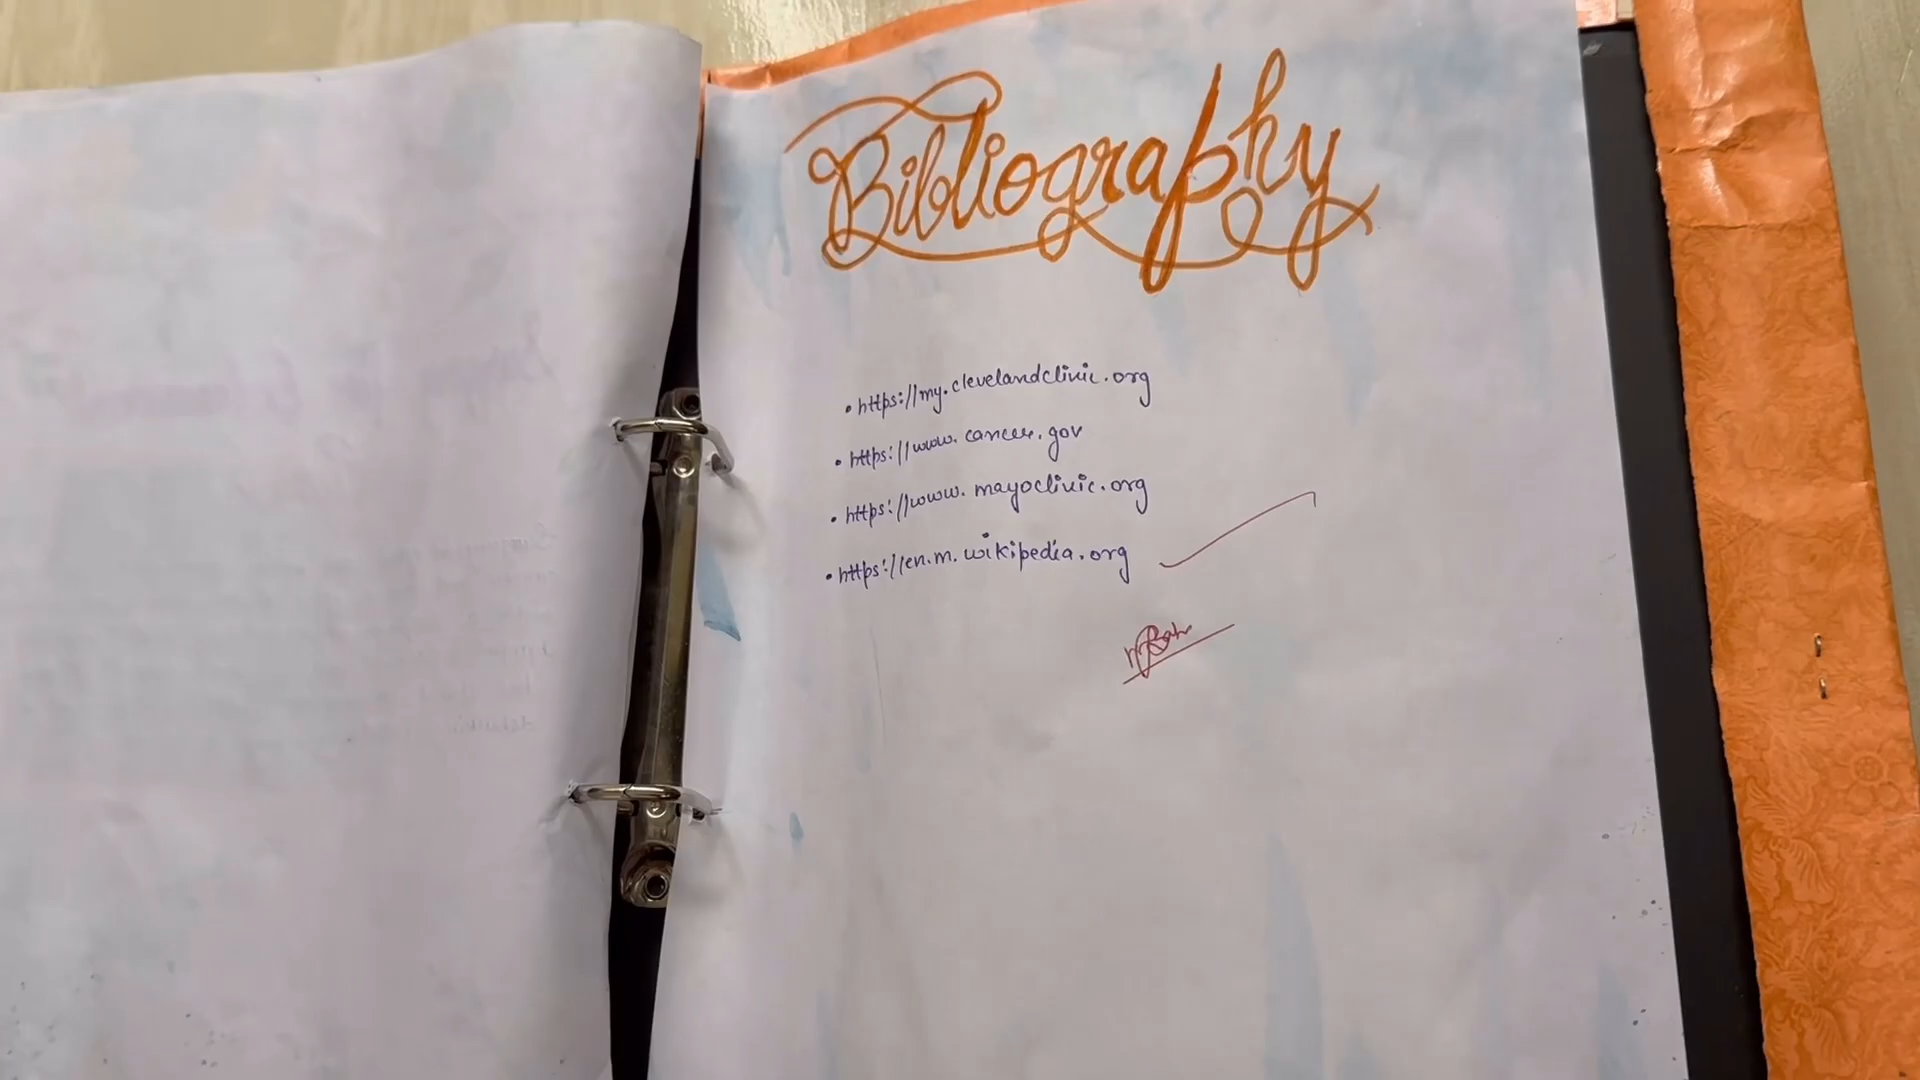 Bibliography
• https://my.clevelandclinic.org
• https://www.cancer.gov
• https://www.mayoclinic.org
• https://en.m.wikipedia.org